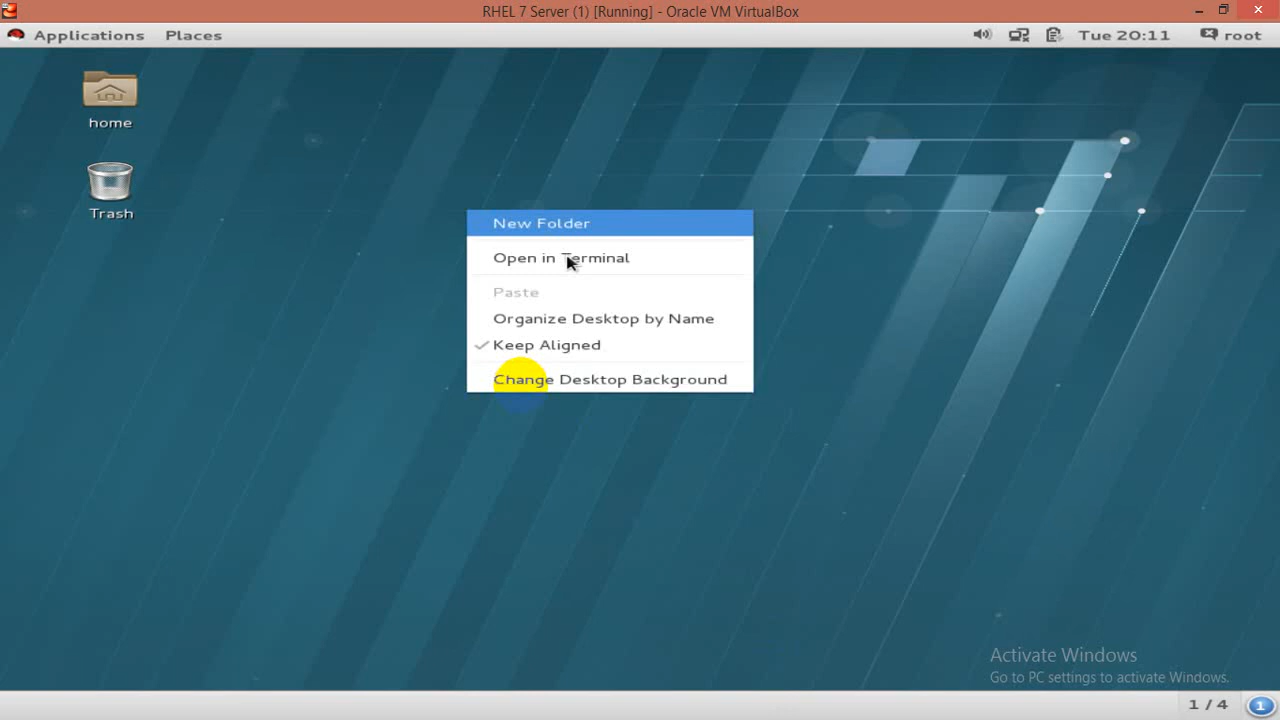 RHEL 7 Server (1) [Running] - Oracle VM VirtualBox
Applications Places Tue 20:11 root
home
Trash
New Folder
Open in Terminal
Paste
Organize Desktop by Name
Keep Aligned
Change Desktop Background
Activate Windows
Go to PC settings to activate Windows.
1 / 4 1